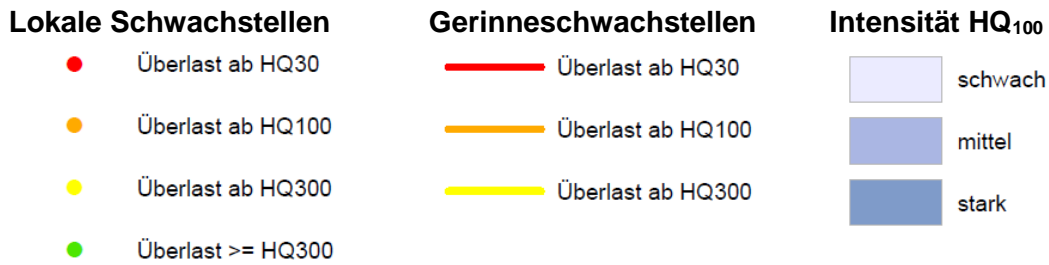 Lokale Schwachstellen
Überlast ab HQ30
Überlast ab HQ100
Überlast ab HQ300
Überlast >= HQ300
Gerinneschwachstellen
Überlast ab HQ30
Überlast ab HQ100
Überlast ab HQ300
Intensität HQ₁₀₀
schwach
mittel
stark